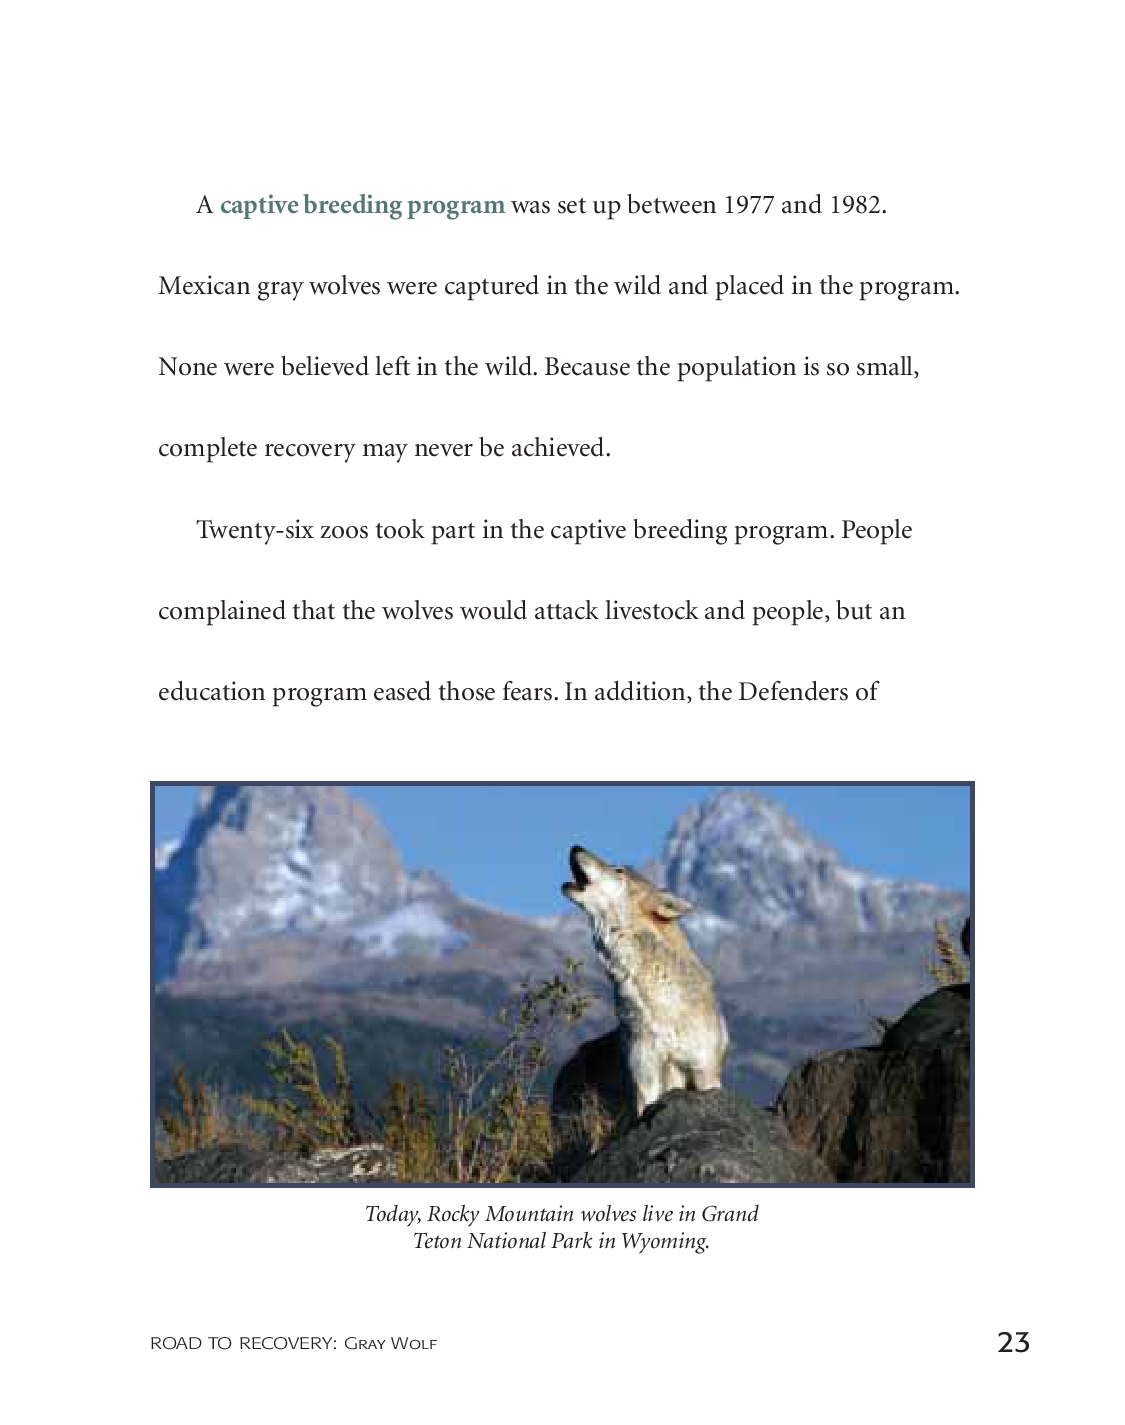 A captive breeding program was set up between 1977 and 1982.
Mexican gray wolves were captured in the wild and placed in the program.
None were believed left in the wild. Because the population is so small,
complete recovery may never be achieved.
Twenty-six zoos took part in the captive breeding program. People
complained that the wolves would attack livestock and people, but an
education program eased those fears. In addition, the Defenders of
Today, Rocky Mountain wolves live in Grand
Teton National Park in Wyoming.
ROAD TO RECOVERY: Gray Wolf
23